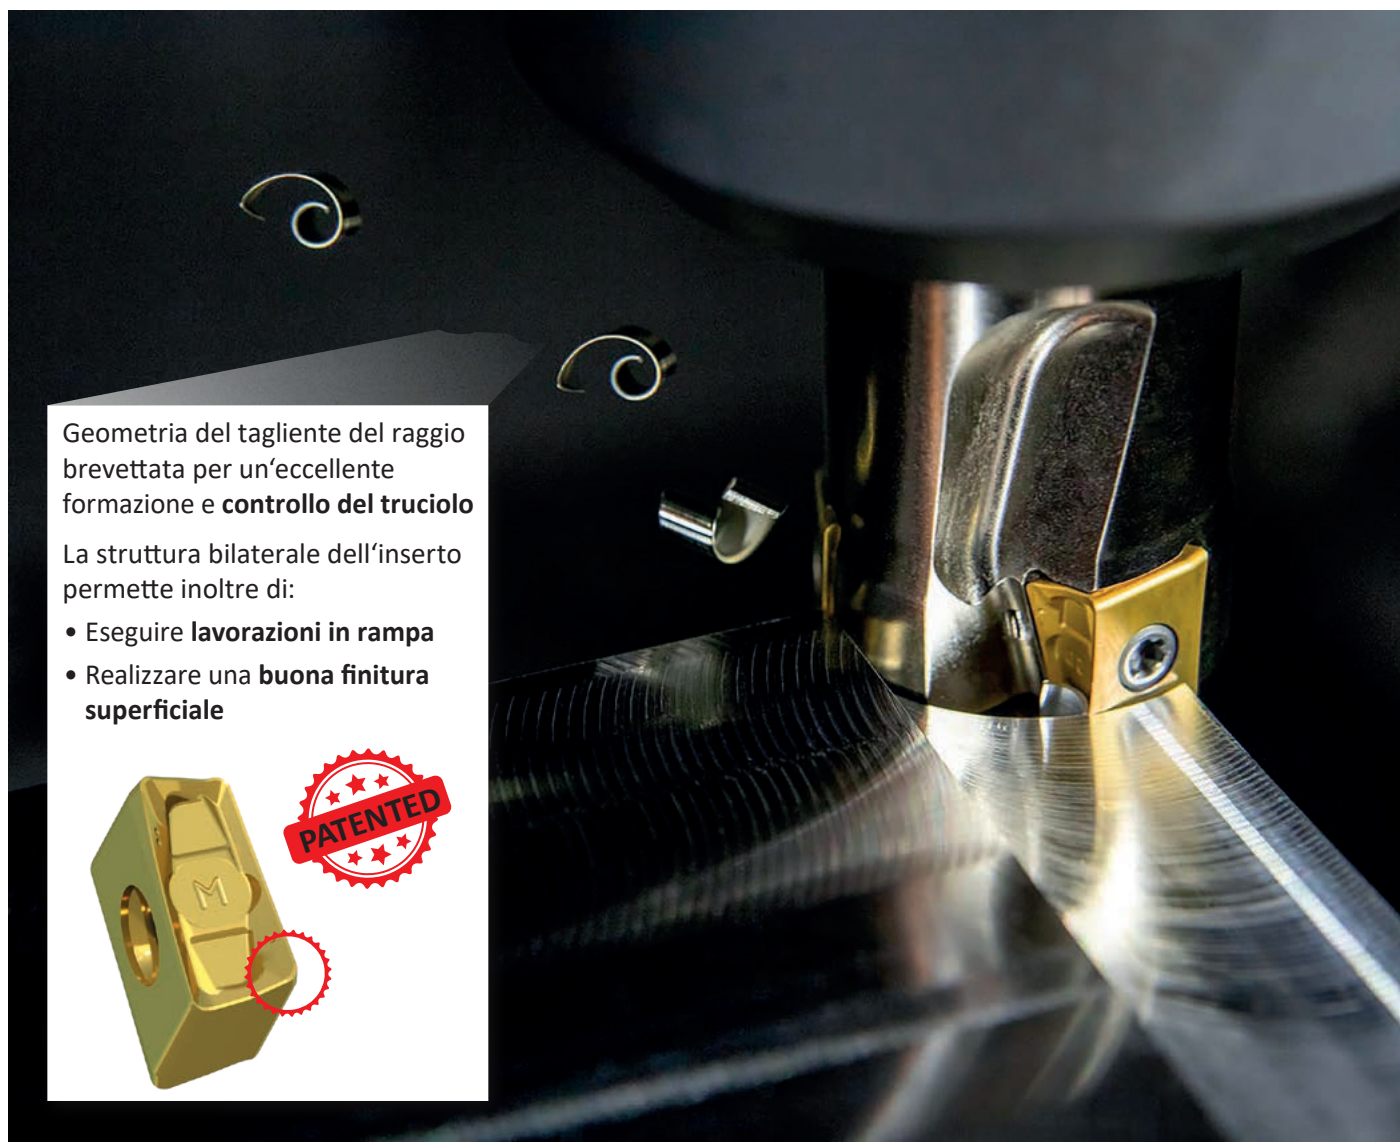 Geometria del tagliente del raggio
brevettata per un‘eccellente
formazione e controllo del truciolo
La struttura bilaterale dell‘inserto
permette inoltre di:
• Eseguire lavorazioni in rampa
• Realizzare una buona finitura
superficiale
PATENTED
M